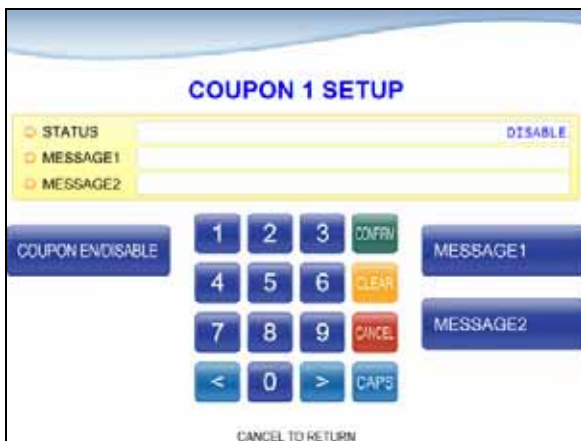 COUPON 1 SETUP
STATUS DISABLE
MESSAGE1
MESSAGE2
COUPON EN/DISABLE
1 2 3 CONFIRM
4 5 6 CLEAR
7 8 9 CANCEL
< 0 > CAPS
MESSAGE1
MESSAGE2
CANCEL TO RETURN